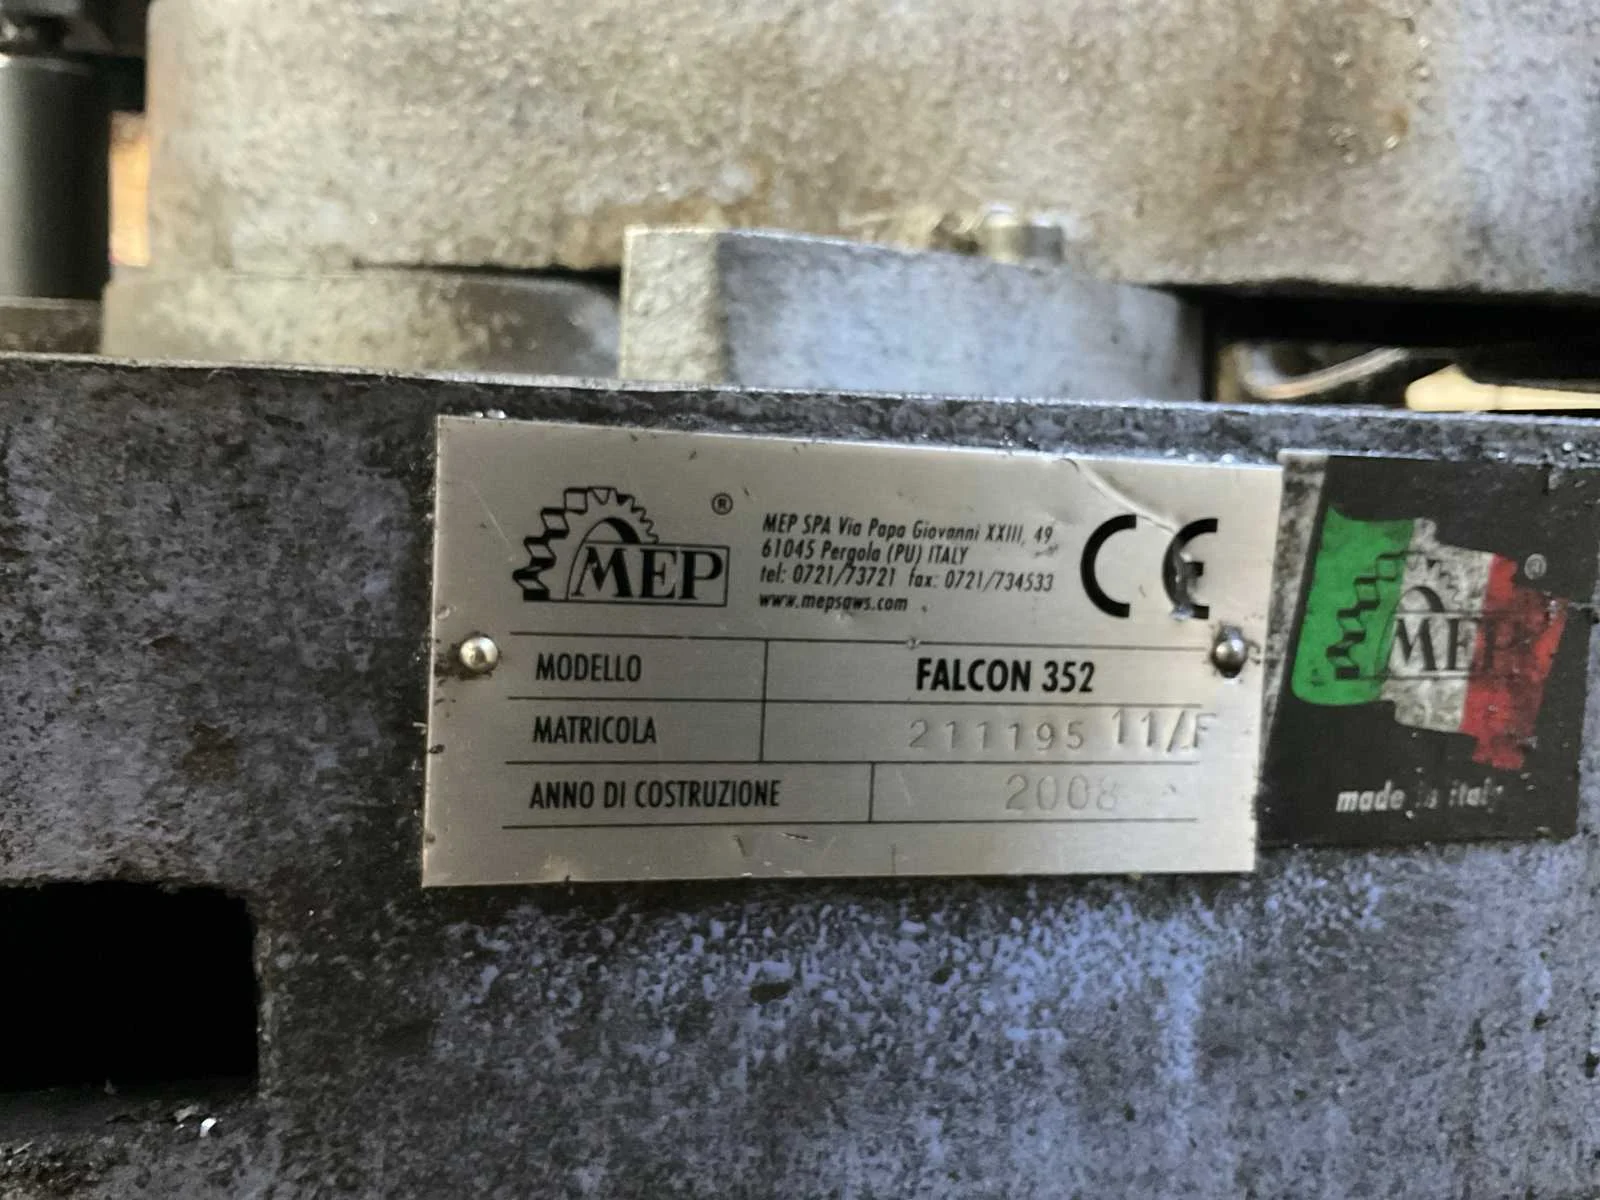 MEP ®
MEP SPA Via Papa Giovanni XXIII, 49
61045 Pergola (PU) ITALY
tel: 0721/73721 fax: 0721/734533
www.mepsaws.com
CE
MODELLO FALCON 352
MATRICOLA 211195 11/F
ANNO DI COSTRUZIONE 2008
MEP ®
made in italy